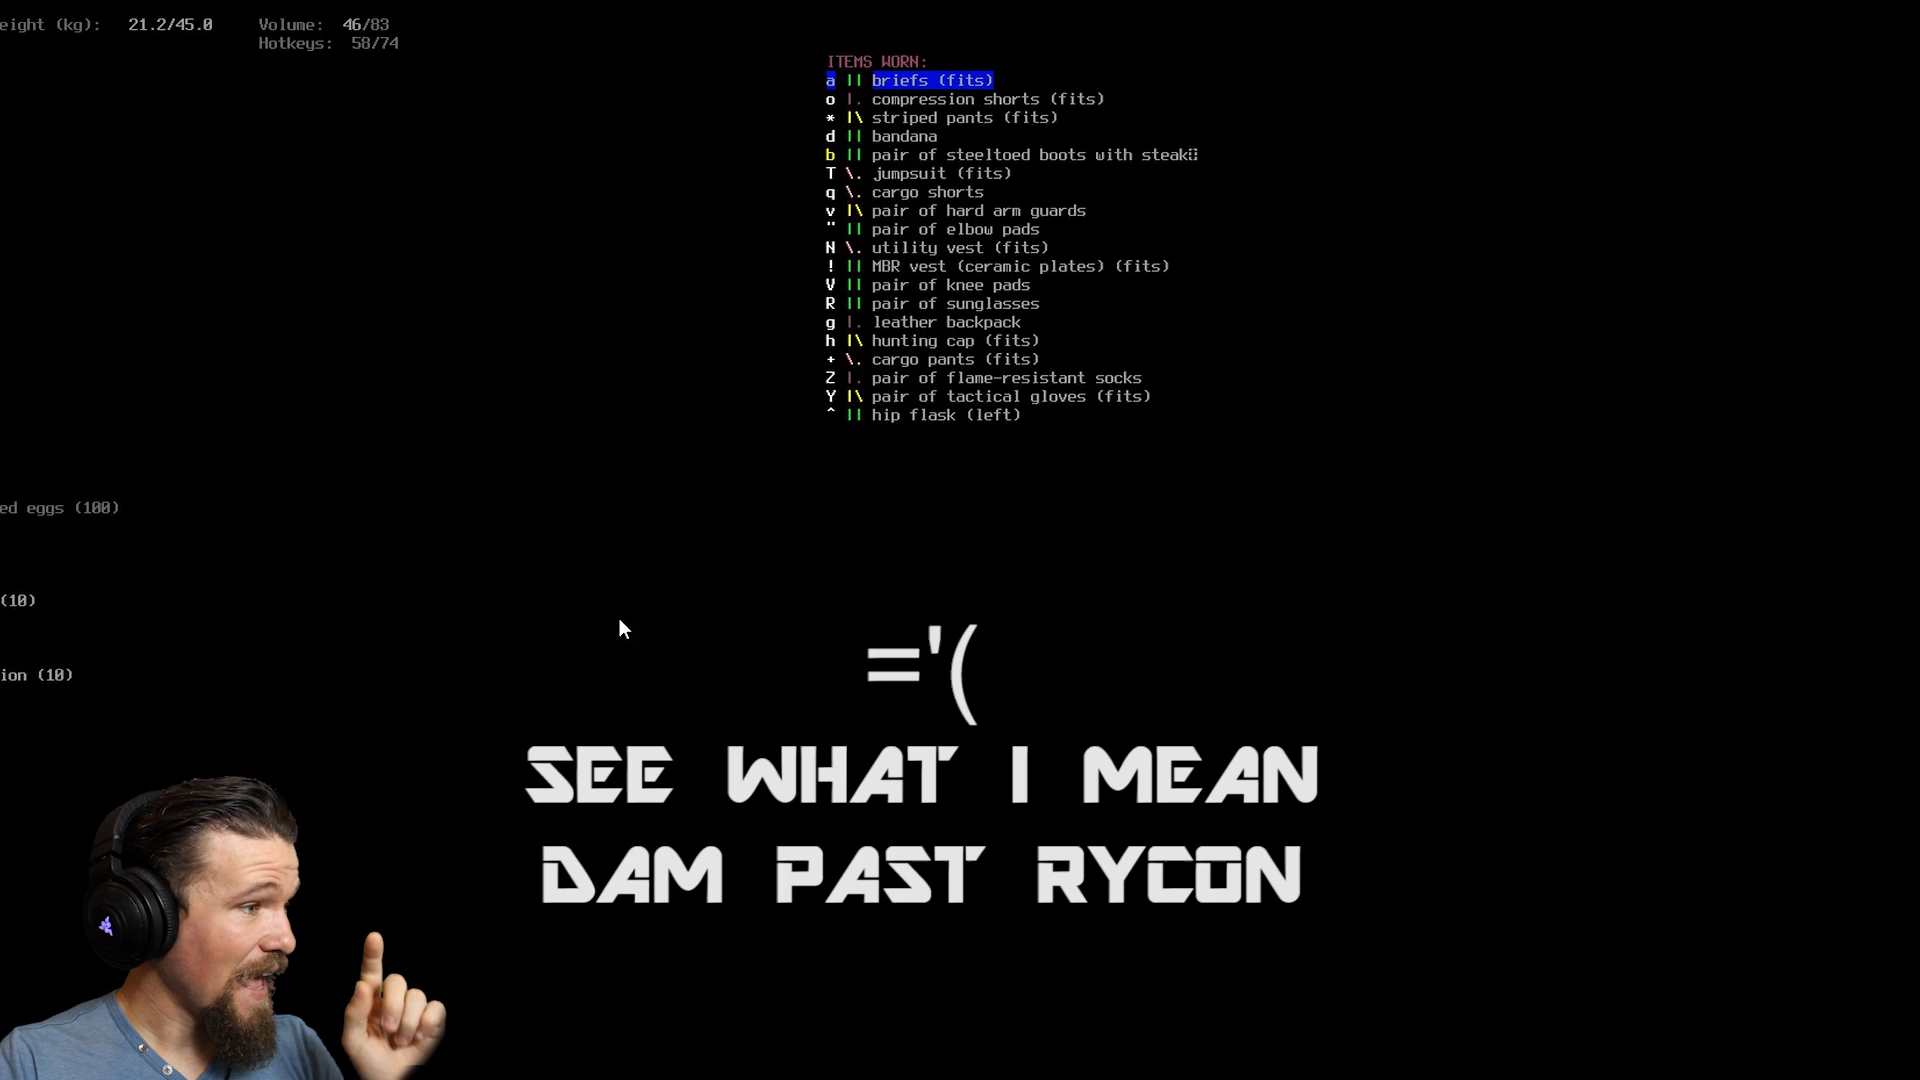 eight (kg): 21.2/45.0 Volume: 46/83
Hotkeys: 58/74
ITEMS WORN:
a || briefs (fits)
o |. compression shorts (fits)
* |\ striped pants (fits)
d || bandana
b || pair of steeltoed boots with steak
T \. jumpsuit (fits)
q \. cargo shorts
v |\ pair of hard arm guards
" || pair of elbow pads
N \. utility vest (fits)
! || MBR vest (ceramic plates) (fits)
V || pair of knee pads
R || pair of sunglasses
g |. leather backpack
h |\ hunting cap (fits)
+ \. cargo pants (fits)
Z |. pair of flame-resistant socks
Y |\ pair of tactical gloves (fits)
^ || hip flask (left)
ed eggs (100)
(10)
ion (10)
='(
SEE WHAT I MEAN
DAM PAST RYCON